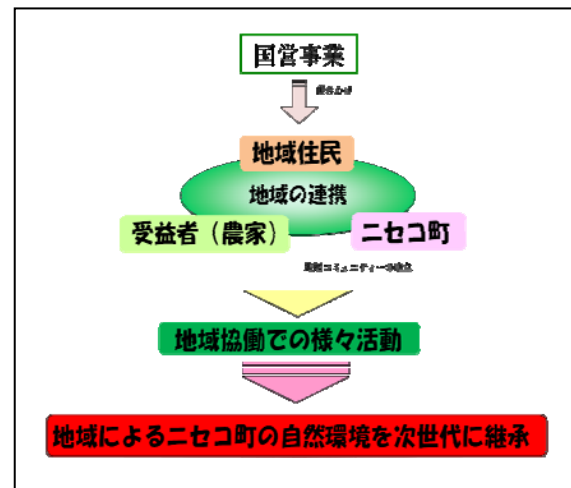 国営事業
地域住民
地域の連携
受益者（農家）
ニセコ町
地域協働での様々活動
地域によるニセコ町の自然環境を次世代に継承